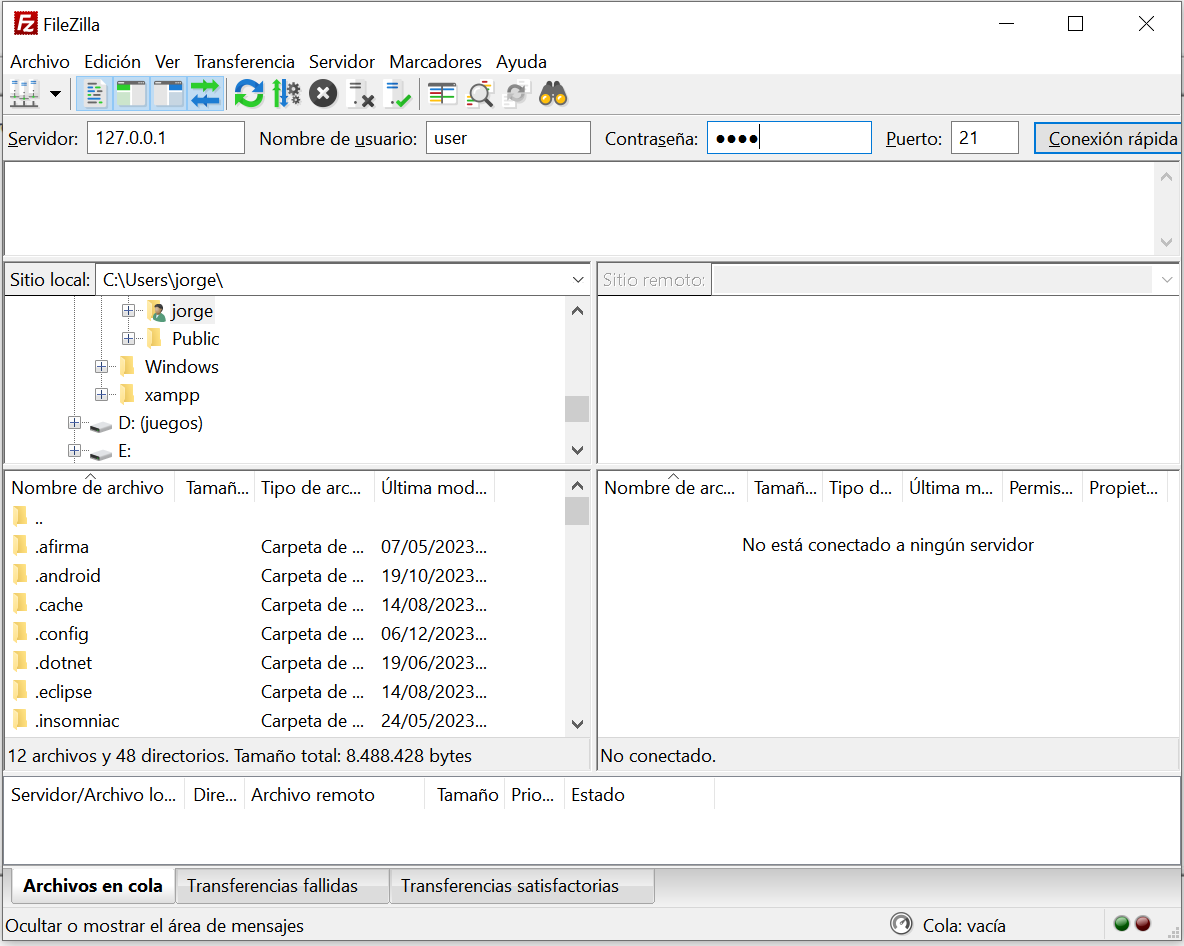 FileZilla
Archivo Edición Ver Transferencia Servidor Marcadores Ayuda
Servidor: 127.0.0.1 Nombre de usuario: user Contraseña: ●●●● Puerto: 21 Conexión rápida
Sitio local: C:\Users\jorge\
jorge
Public
Windows
xampp
D: (juegos)
E:
Sitio remoto:
Nombre de archivo Tamañ... Tipo de arc... Última mod...
..
.afirma Carpeta de ... 07/05/2023...
.android Carpeta de ... 19/10/2023...
.cache Carpeta de ... 14/08/2023...
.config Carpeta de ... 06/12/2023...
.dotnet Carpeta de ... 19/06/2023...
.eclipse Carpeta de ... 14/08/2023...
.insomniac Carpeta de ... 24/05/2023...
12 archivos y 48 directorios. Tamaño total: 8.488.428 bytes
Nombre de arc... Tamañ... Tipo d... Última m... Permis... Propiet...
No está conectado a ningún servidor
No conectado.
Servidor/Archivo lo... Dire... Archivo remoto Tamaño Prio... Estado
Archivos en cola Transferencias fallidas Transferencias satisfactorias
Ocultar o mostrar el área de mensajes Cola: vacía